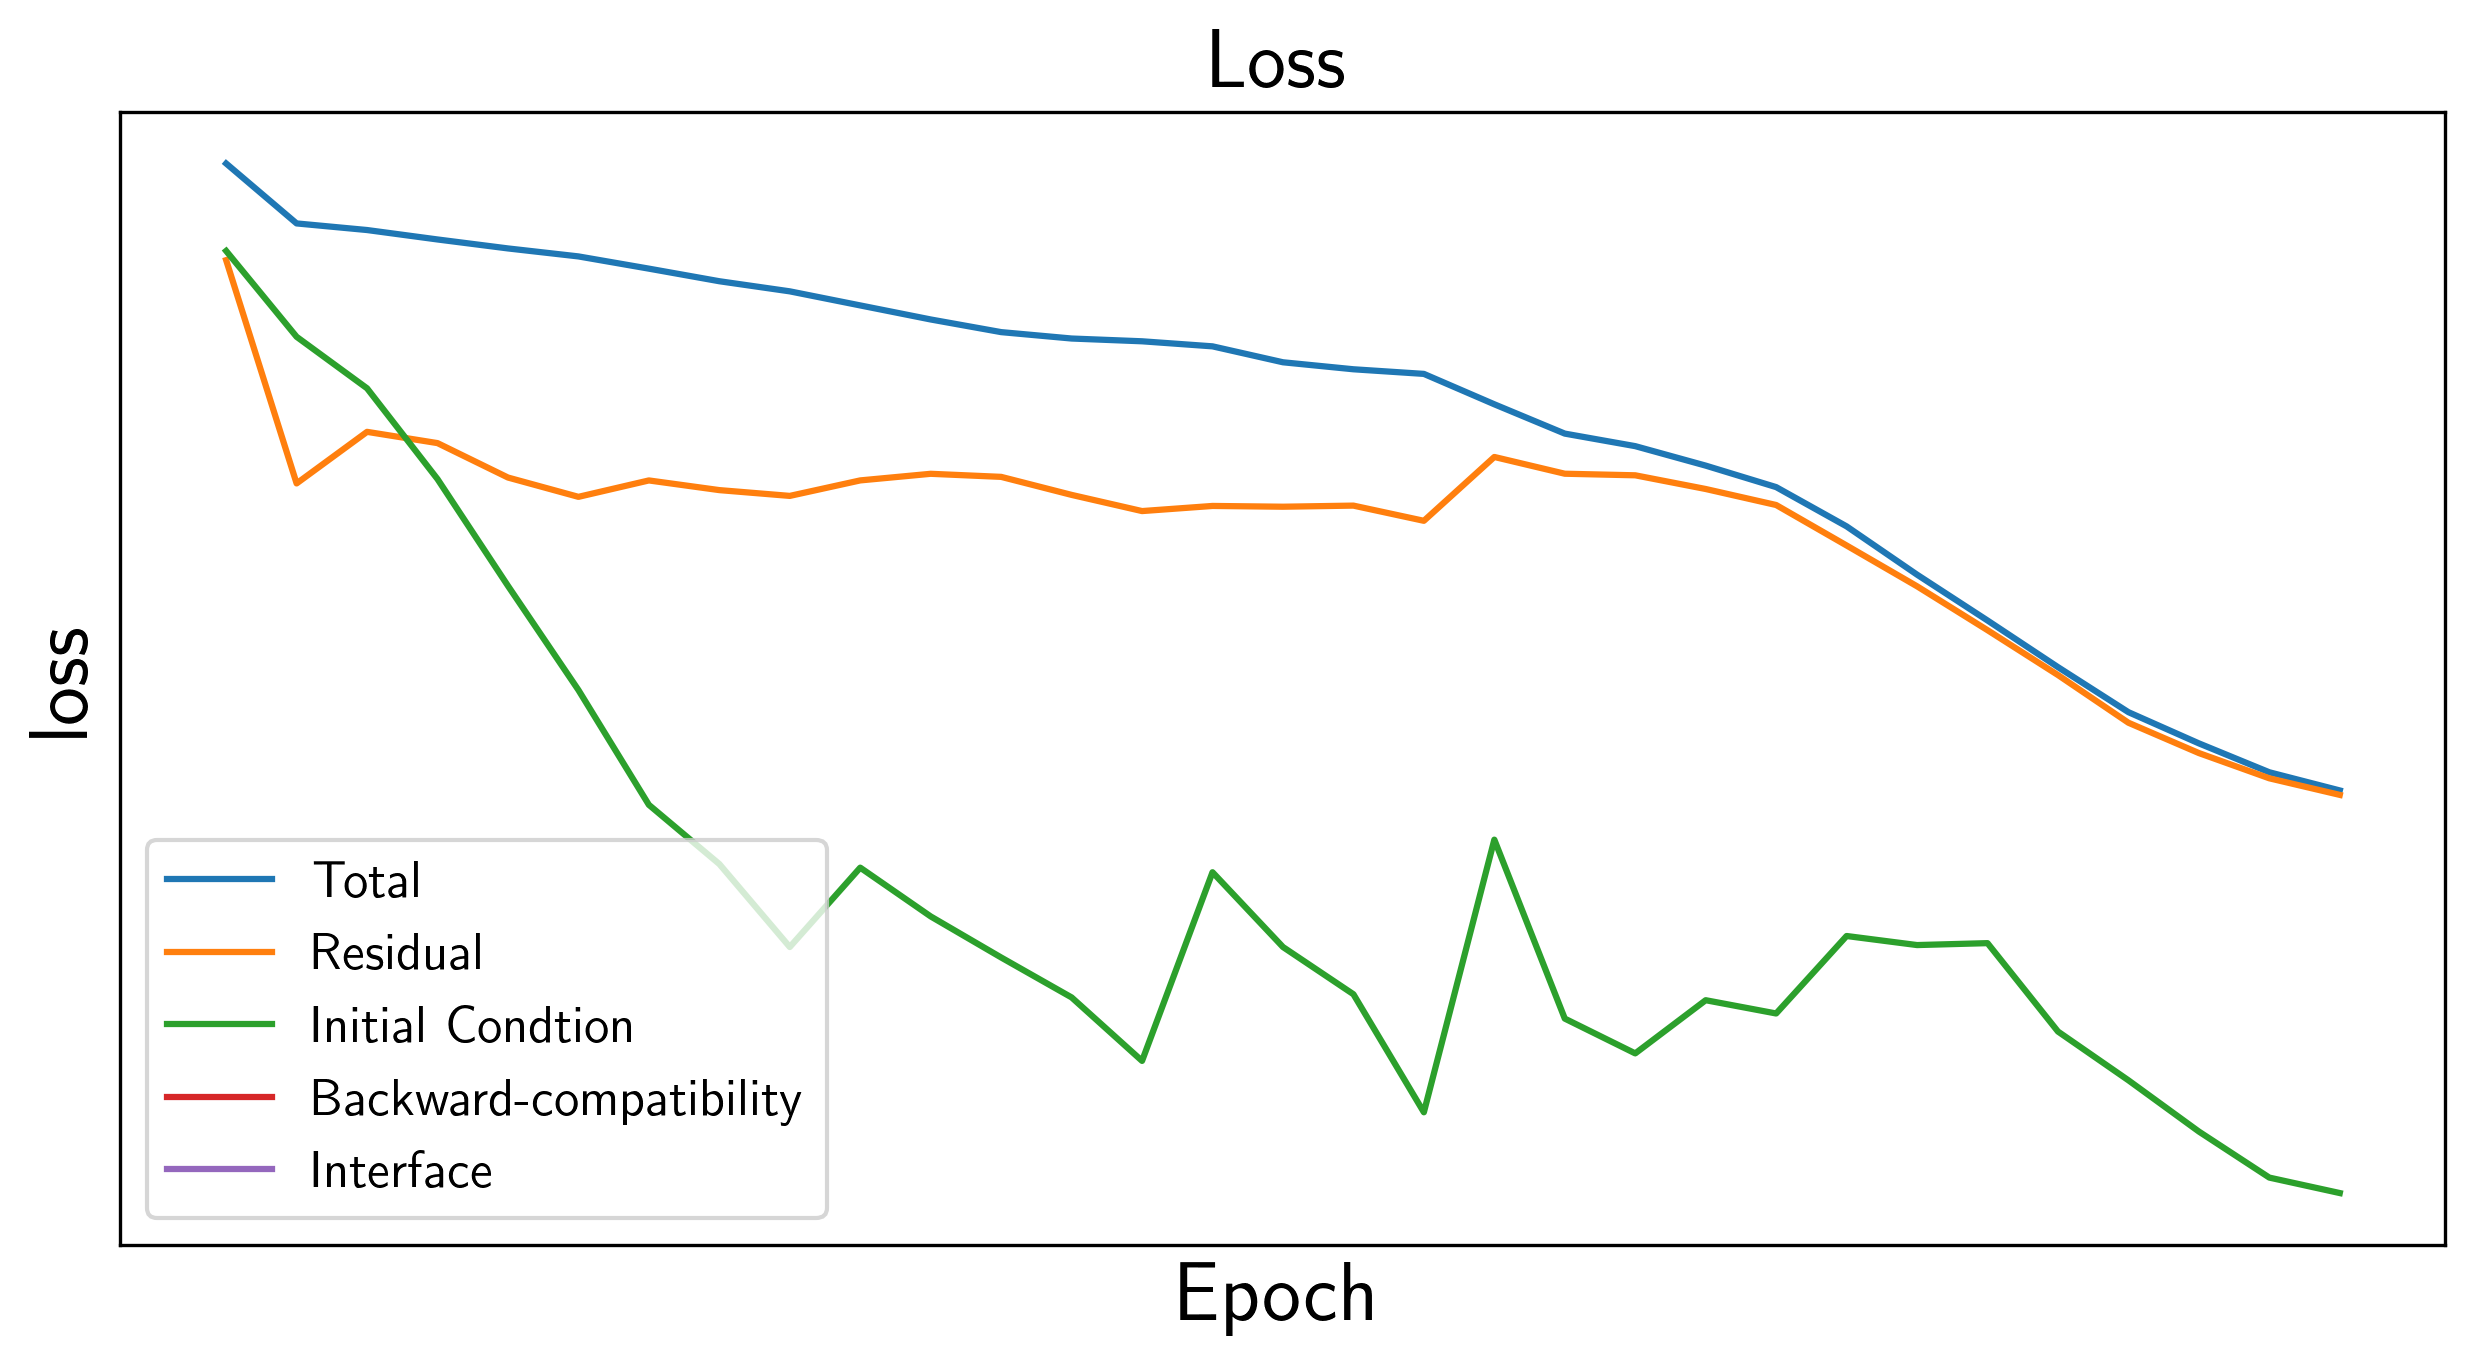 Loss
loss
Total
Residual
Initial Condtion
Backward-compatibility
Interface
Epoch